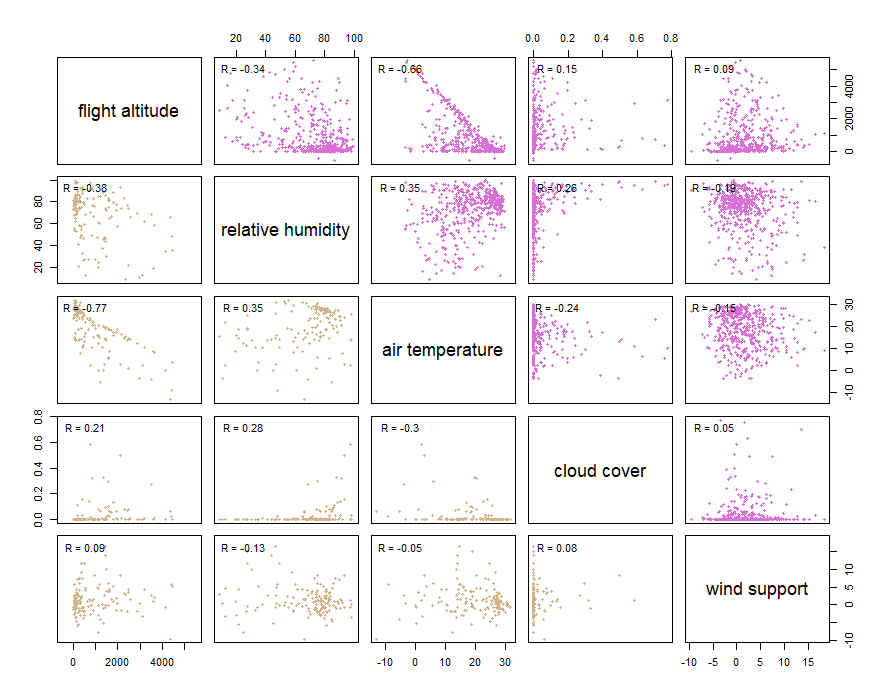 20 40 60 80 100 0.0 0.2 0.4 0.6 0.8
flight altitude R = -0.34 R = -0.66 R = 0.15 R = 0.09 0 2000 4000
20 40 60 80 R = -0.38 relative humidity R = 0.35 R = 0.26 R = -0.19
R = -0.77 R = 0.35 air temperature R = -0.24 R = -0.15 -10 0 10 20 30
0.0 0.2 0.4 0.6 0.8 R = 0.21 R = 0.28 R = -0.3 cloud cover R = 0.05
R = 0.09 R = -0.13 R = -0.05 R = 0.08 wind support -10 0 5 10
0 2000 4000 -10 0 10 20 30 -10 -5 0 5 10 15